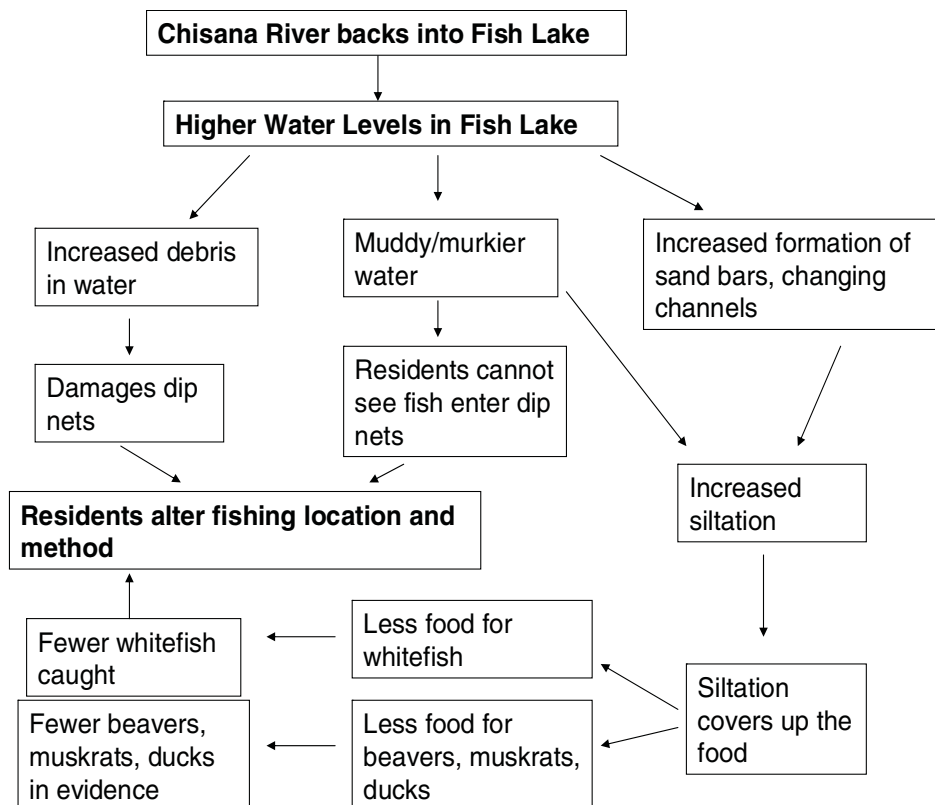 Chisana River backs into Fish Lake
Higher Water Levels in Fish Lake
Increased debris
in water
Muddy/murkier
water
Increased formation of
sand bars, changing
channels
Damages dip
nets
Residents cannot
see fish enter dip
nets
Residents alter fishing location and
method
Increased
siltation
Fewer whitefish
caught
Less food for
whitefish
Siltation
covers up the
food
Fewer beavers,
muskrats, ducks
in evidence
Less food for
beavers, muskrats,
ducks